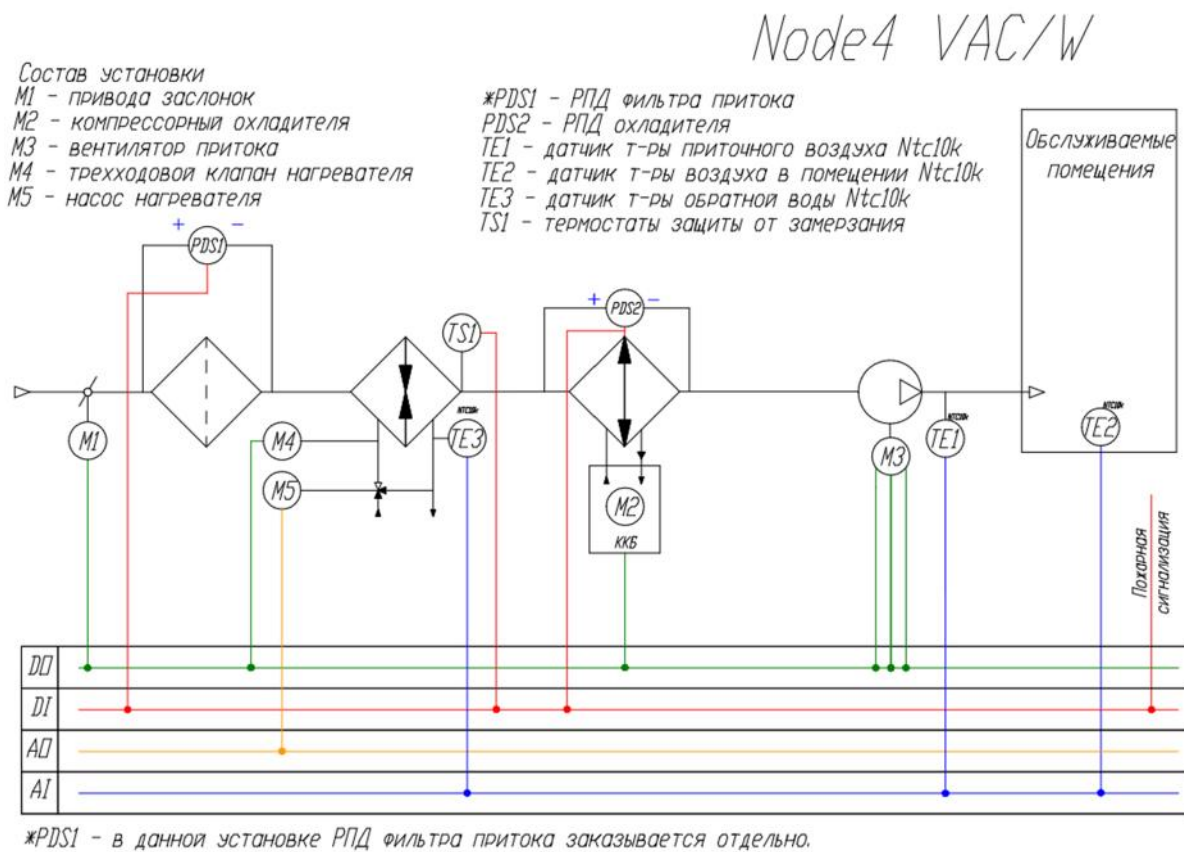 Node4 VAC/W
Состав установки
M1 - привода заслонок
M2 - компрессорный охладителя
M3 - вентилятор притока
M4 - трехходовой клапан нагревателя
M5 - насос нагревателя
*PDS1 - РПД фильтра притока
PDS2 - РПД охладителя
TE1 - датчик т-ры приточного воздуха Ntc10k
TE2 - датчик т-ры воздуха в помещении Ntc10k
TE3 - датчик т-ры обратной воды Ntc10k
TS1 - термостаты защиты от замерзания
Обслуживаемые
помещения
+ PDS1 -
+ PDS2 -
TS1
NTC10k
NTC10k
NTC10k
M1
M4
TE3
M3
TE1
TE2
M5
M2
ККБ
Пожарная
сигнализация
DO
DI
AO
AI
*PDS1 - в данной установке РПД фильтра притока заказывается отдельно.